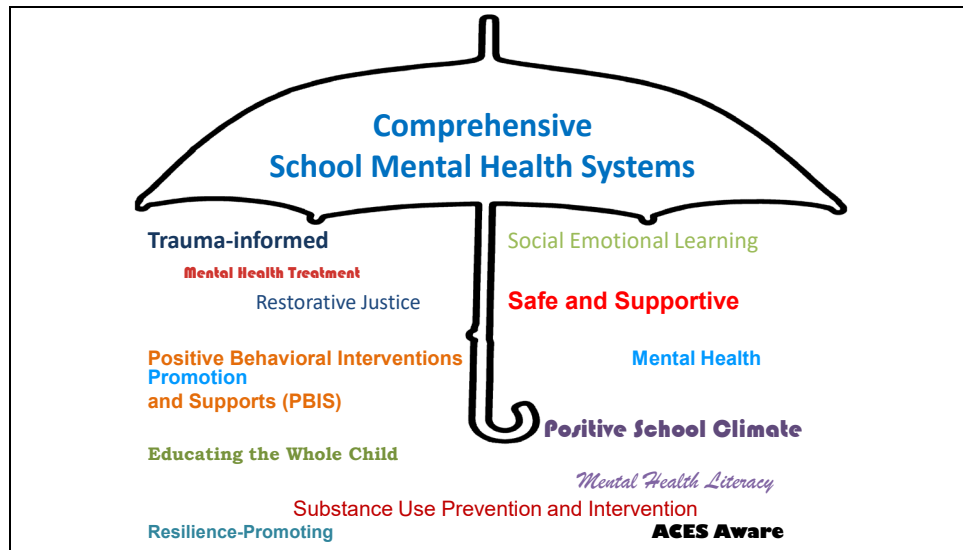 Comprehensive
School Mental Health Systems
Trauma-informed
Social Emotional Learning
Mental Health Treatment
Restorative Justice
Safe and Supportive
Positive Behavioral Interventions
Mental Health
Promotion
and Supports (PBIS)
Positive School Climate
Educating the Whole Child
Mental Health Literacy
Substance Use Prevention and Intervention
Resilience-Promoting
ACES Aware